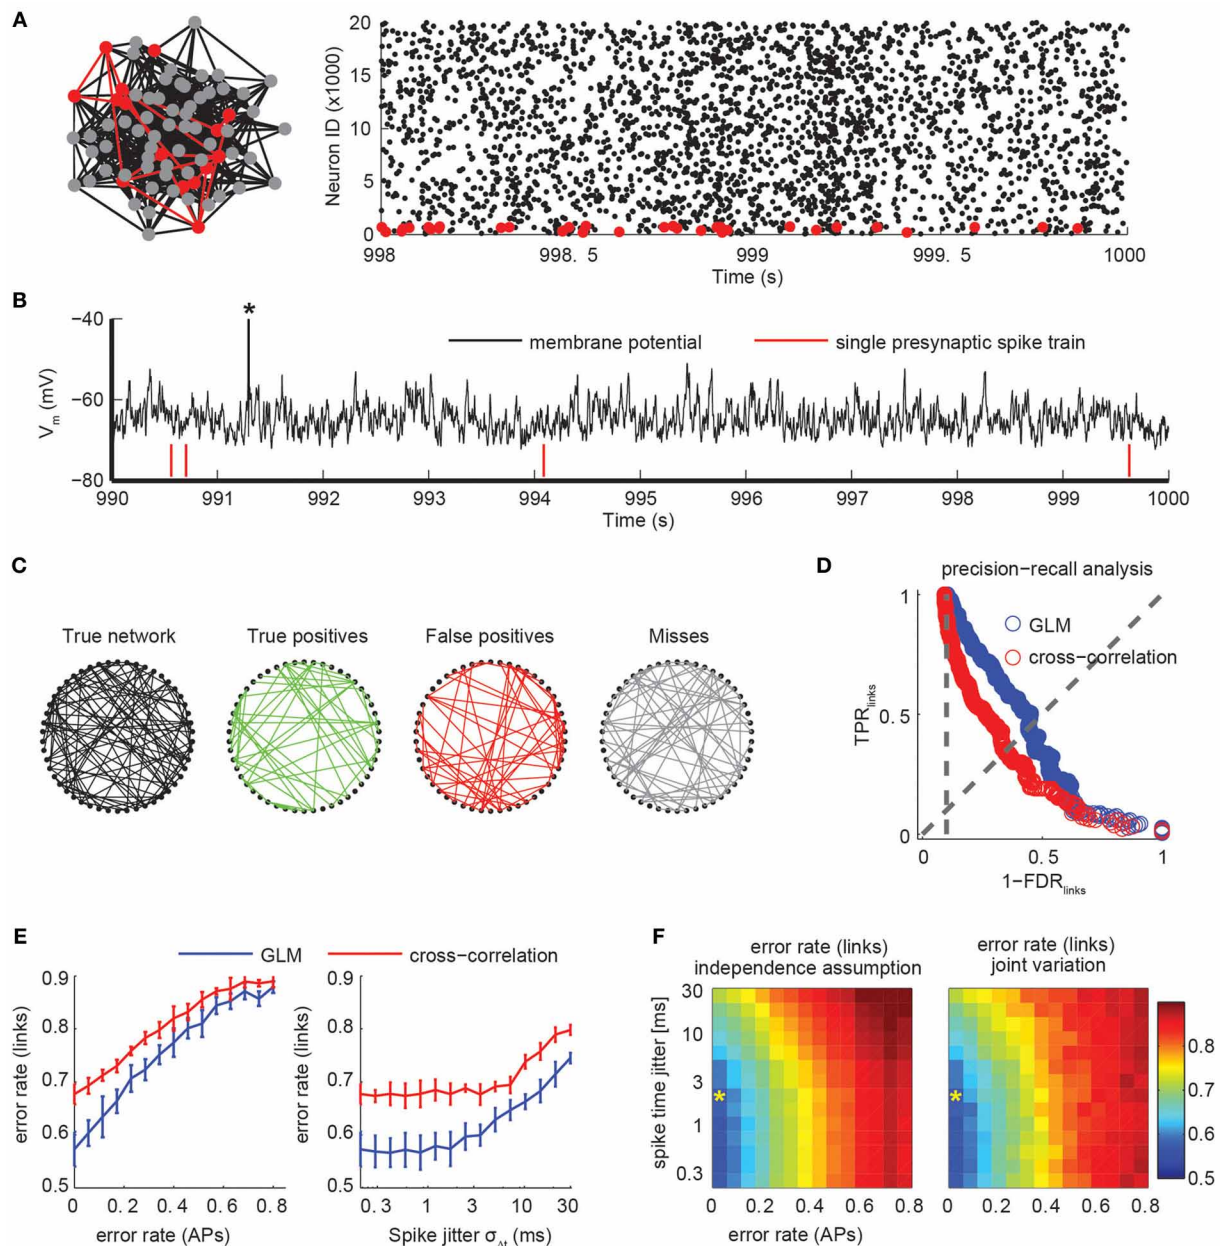 A
Neuron ID (x1000)
20
15
10
5
0
998
998. 5
999
999. 5
1000
Time (s)
B
*
−40
−60
−80
V_m (mV)
membrane potential
single presynaptic spike train
990
991
992
993
994
995
996
997
998
999
1000
Time (s)
C
True network
True positives
False positives
Misses
D
precision−recall analysis
GLM
cross−correlation
TPR_links
1
0.5
0
0
0.5
1
1−FDR_links
E
GLM
cross−correlation
error rate (links)
0.9
0.8
0.7
0.6
0.5
0
0.2
0.4
0.6
0.8
error rate (APs)
error rate (links)
0.9
0.8
0.7
0.6
0.5
0.3
1
3
10
30
Spike jitter σ_Δt (ms)
F
error rate (links)
independence assumption
error rate (links)
joint variation
spike time jitter [ms]
30
10
3
1
0.3
*
*
0
0.2
0.4
0.6
0.8
error rate (APs)
0
0.2
0.4
0.6
0.8
0.8
0.7
0.6
0.5